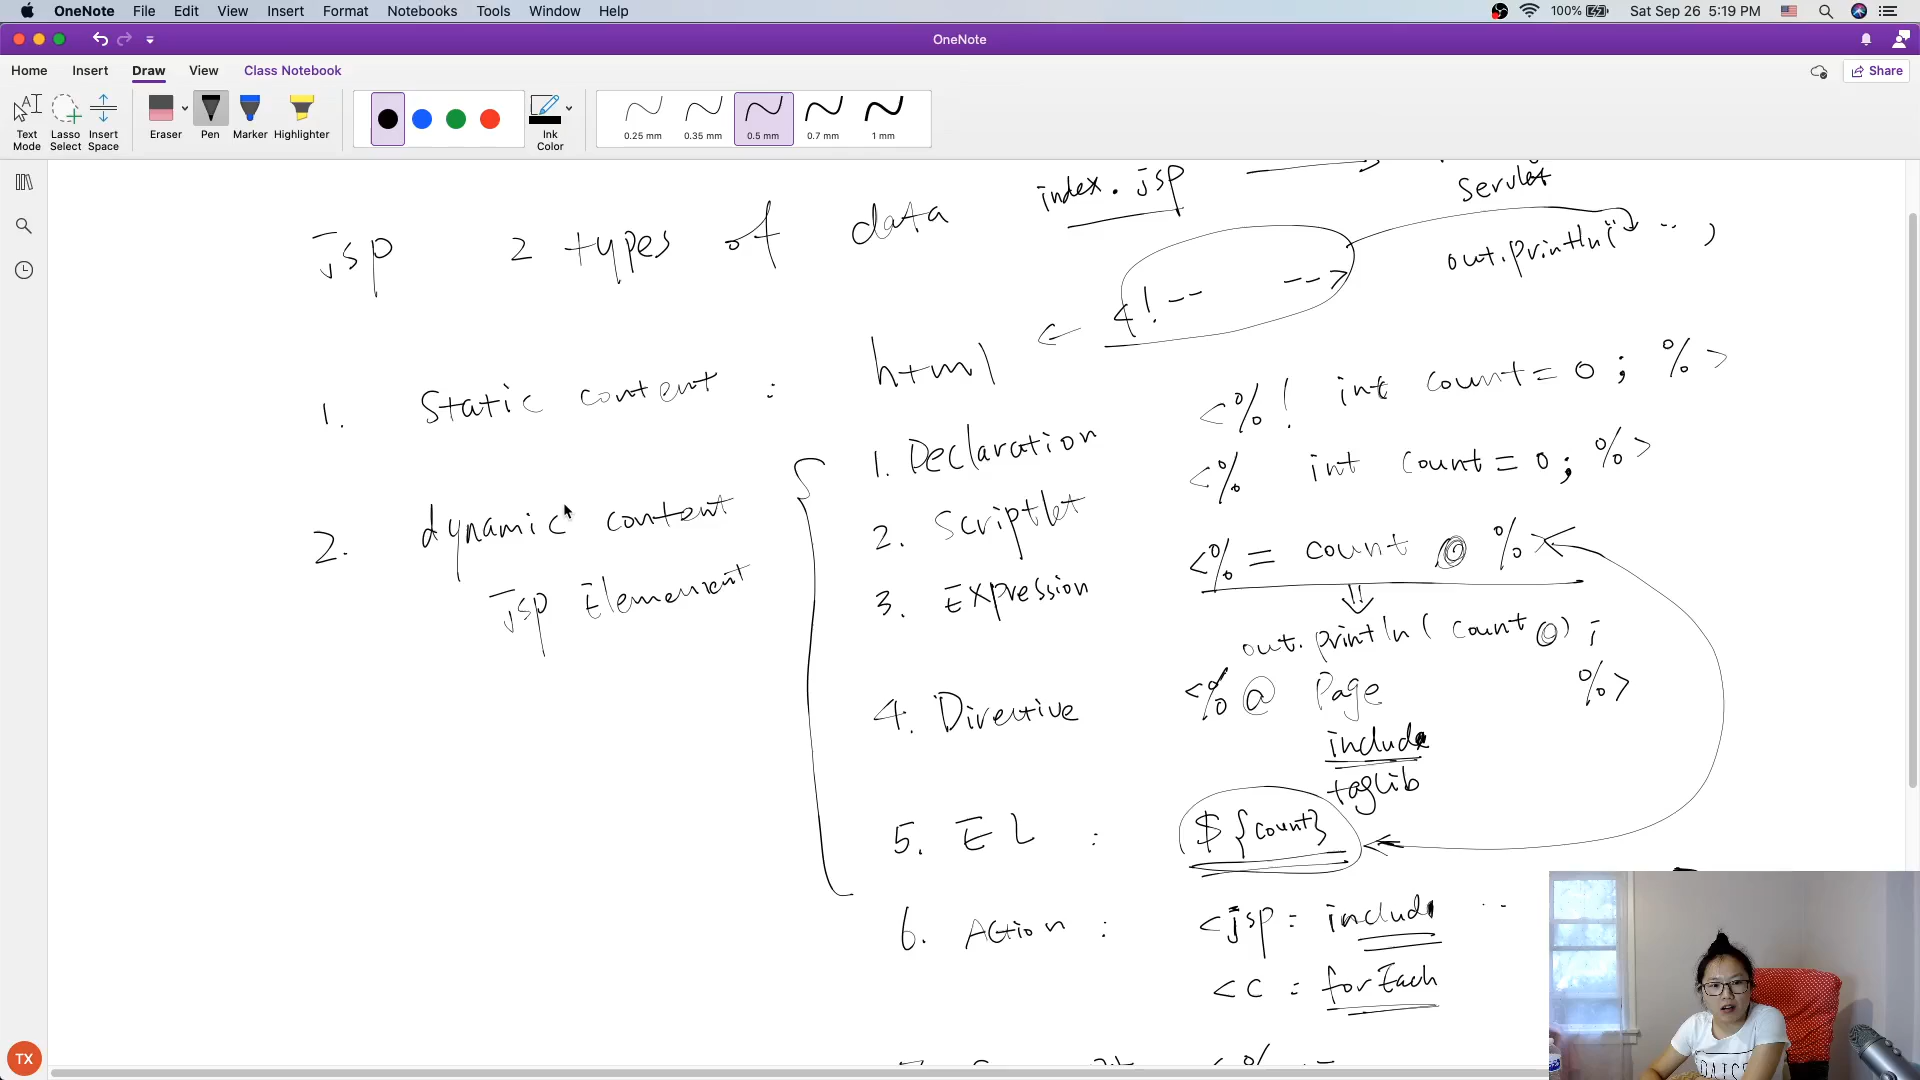 OneNote File Edit View Insert Format Notebooks Tools Window Help 100% Sat Sep 26 5:19 PM
OneNote
Home Insert Draw View Class Notebook Share
Text Mode Lasso Select Insert Space Eraser Pen Marker Highlighter Ink Color 0.25 mm 0.35 mm 0.5 mm 0.7 mm 1 mm
index.jsp
Servlet
jsp 2 types of data
out.println(" .. )
<!-- -->
1. Static content : html
<%! int count = 0 ; %>
1. Declaration
<% int count = 0; %>
2. dynamic content
2. Scriptlet
<%= count %>
jsp Elemement
3. Expression
out.println( count ) ;
4. Directive
<% @ Page %>
include
taglib
5. EL : ${count}
6. Action : <jsp: include ..
<c : forEach
<% --
TX